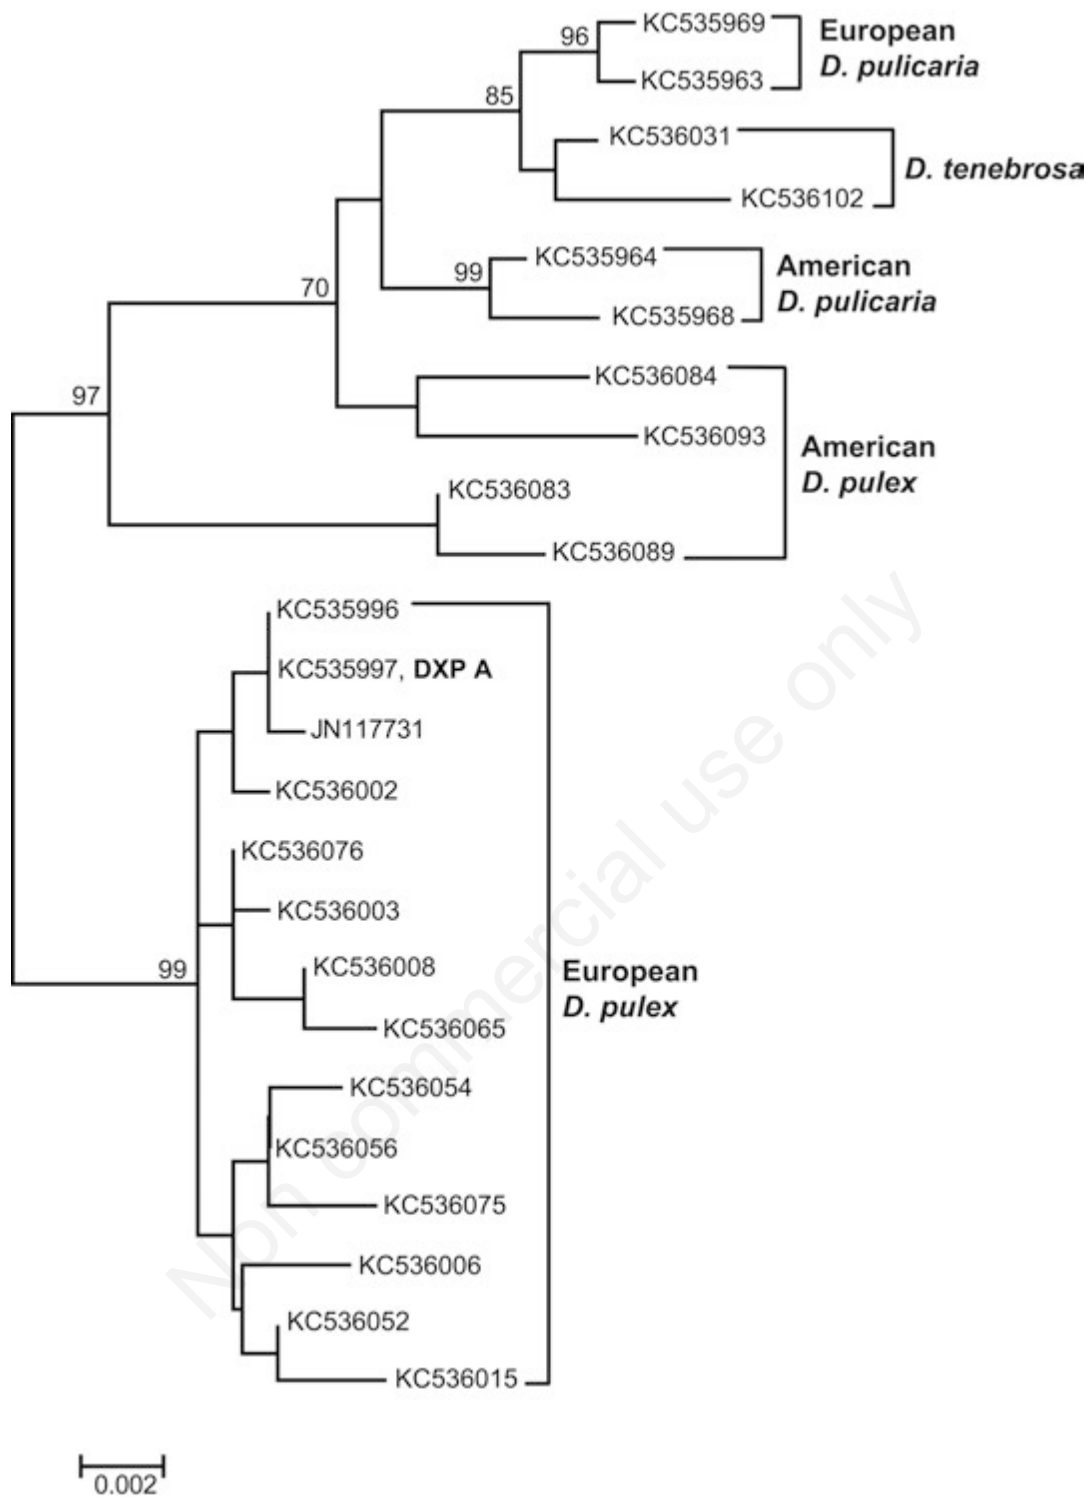 96
KC535969
European
D. pulicaria
KC535963
85
KC536031
D. tenebrosa
KC536102
KC535964
American
D. pulicaria
99
70
KC535968
KC536084
97
KC536093
American
D. pulex
KC536083
KC536089
KC535996
KC535997, DXP A
JN117731
KC536002
KC536076
KC536003
KC536008
99
European
D. pulex
KC536065
KC536054
KC536056
KC536075
KC536006
KC536052
KC536015
0.002
Non commercial use only